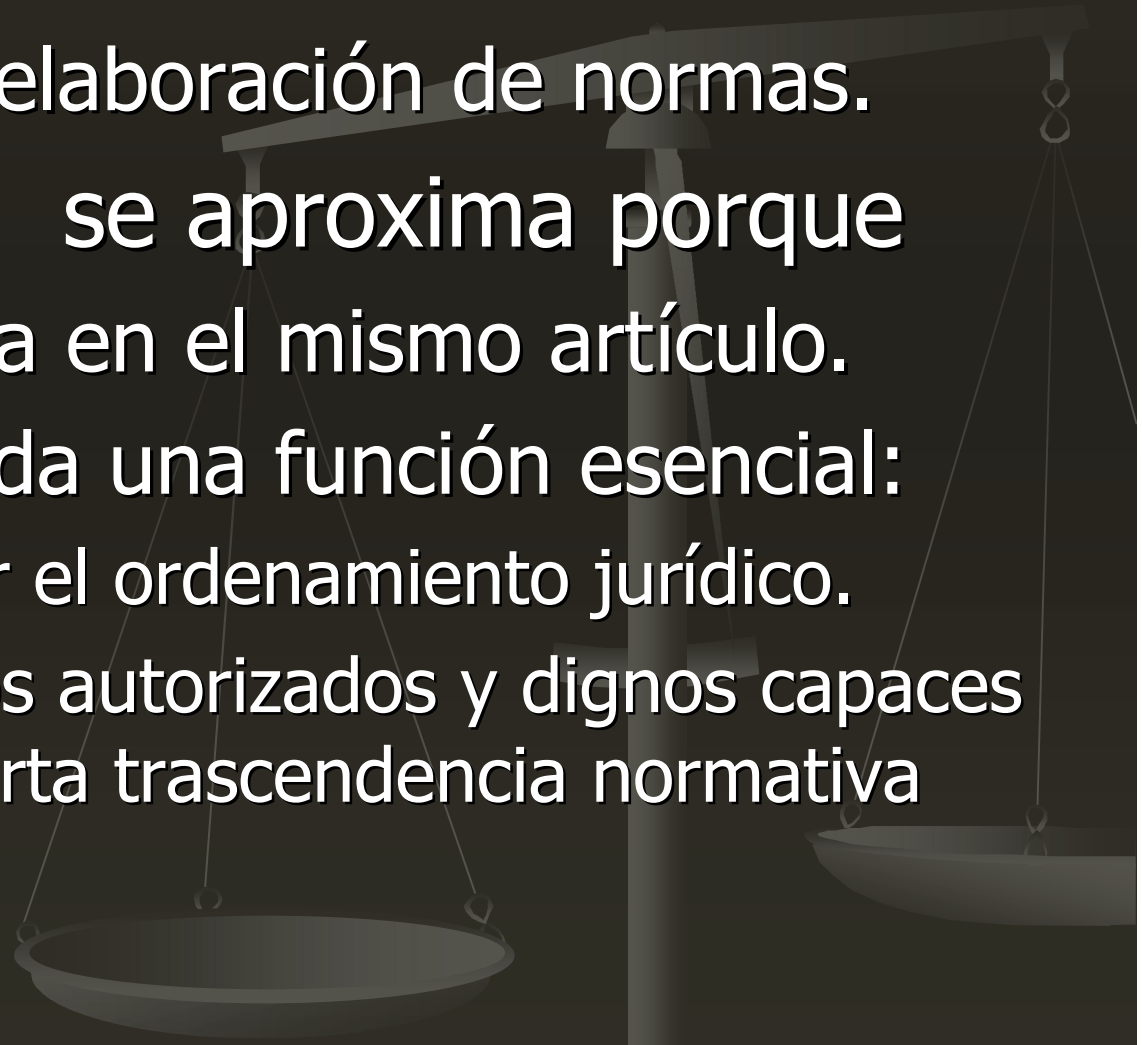 elaboración de normas.
se aproxima porque
a en el mismo artículo.
da una función esencial:
r el ordenamiento jurídico.
s autorizados y dignos capaces
rta trascendencia normativa